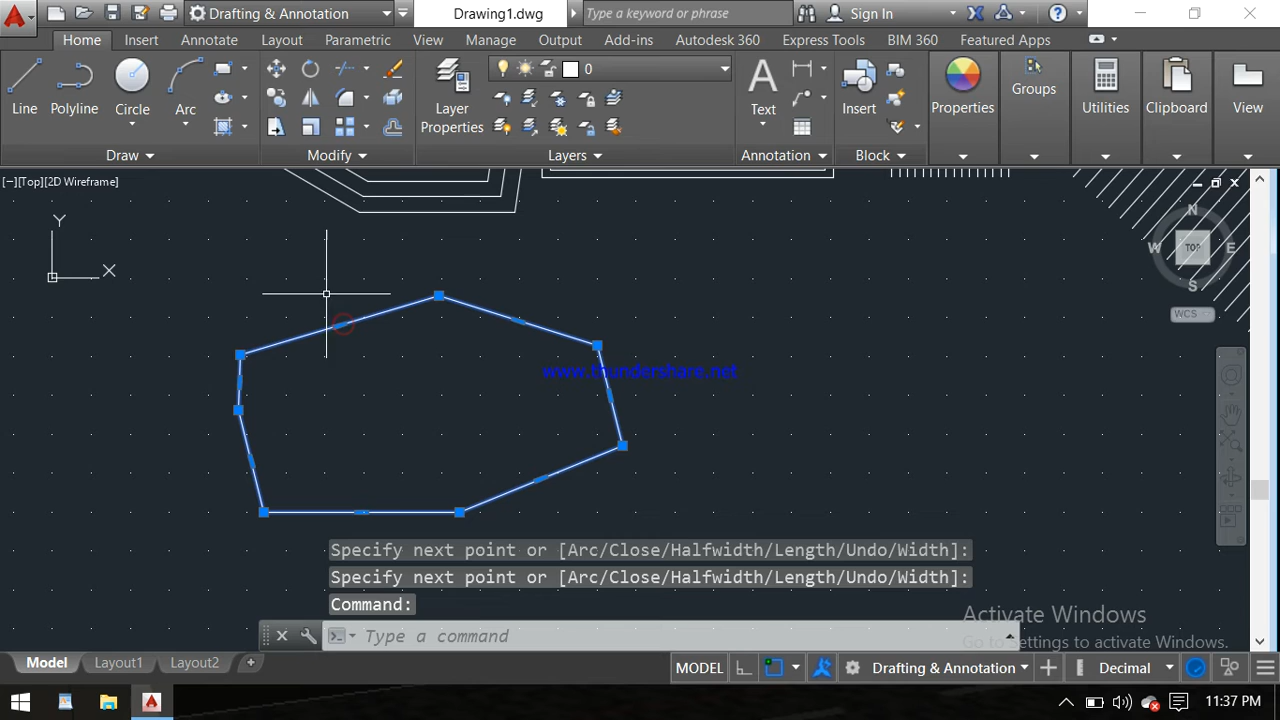 Drafting & Annotation
Drawing1.dwg
Type a keyword or phrase
Sign In
Home Insert Annotate Layout Parametric View Manage Output Add-ins Autodesk 360 Express Tools BIM 360 Featured Apps
Line Polyline Circle Arc
Layer Properties
0
Text Insert Properties Groups Utilities Clipboard View
Draw Modify Layers Annotation Block
[−][Top][2D Wireframe]
Y
X
N
W TOP E
S
WCS
www.thundershare.net
Specify next point or [Arc/Close/Halfwidth/Length/Undo/Width]:
Specify next point or [Arc/Close/Halfwidth/Length/Undo/Width]:
Command:
Type a command
Activate Windows
Go to Settings to activate Windows.
Model Layout1 Layout2
MODEL Drafting & Annotation Decimal
11:37 PM